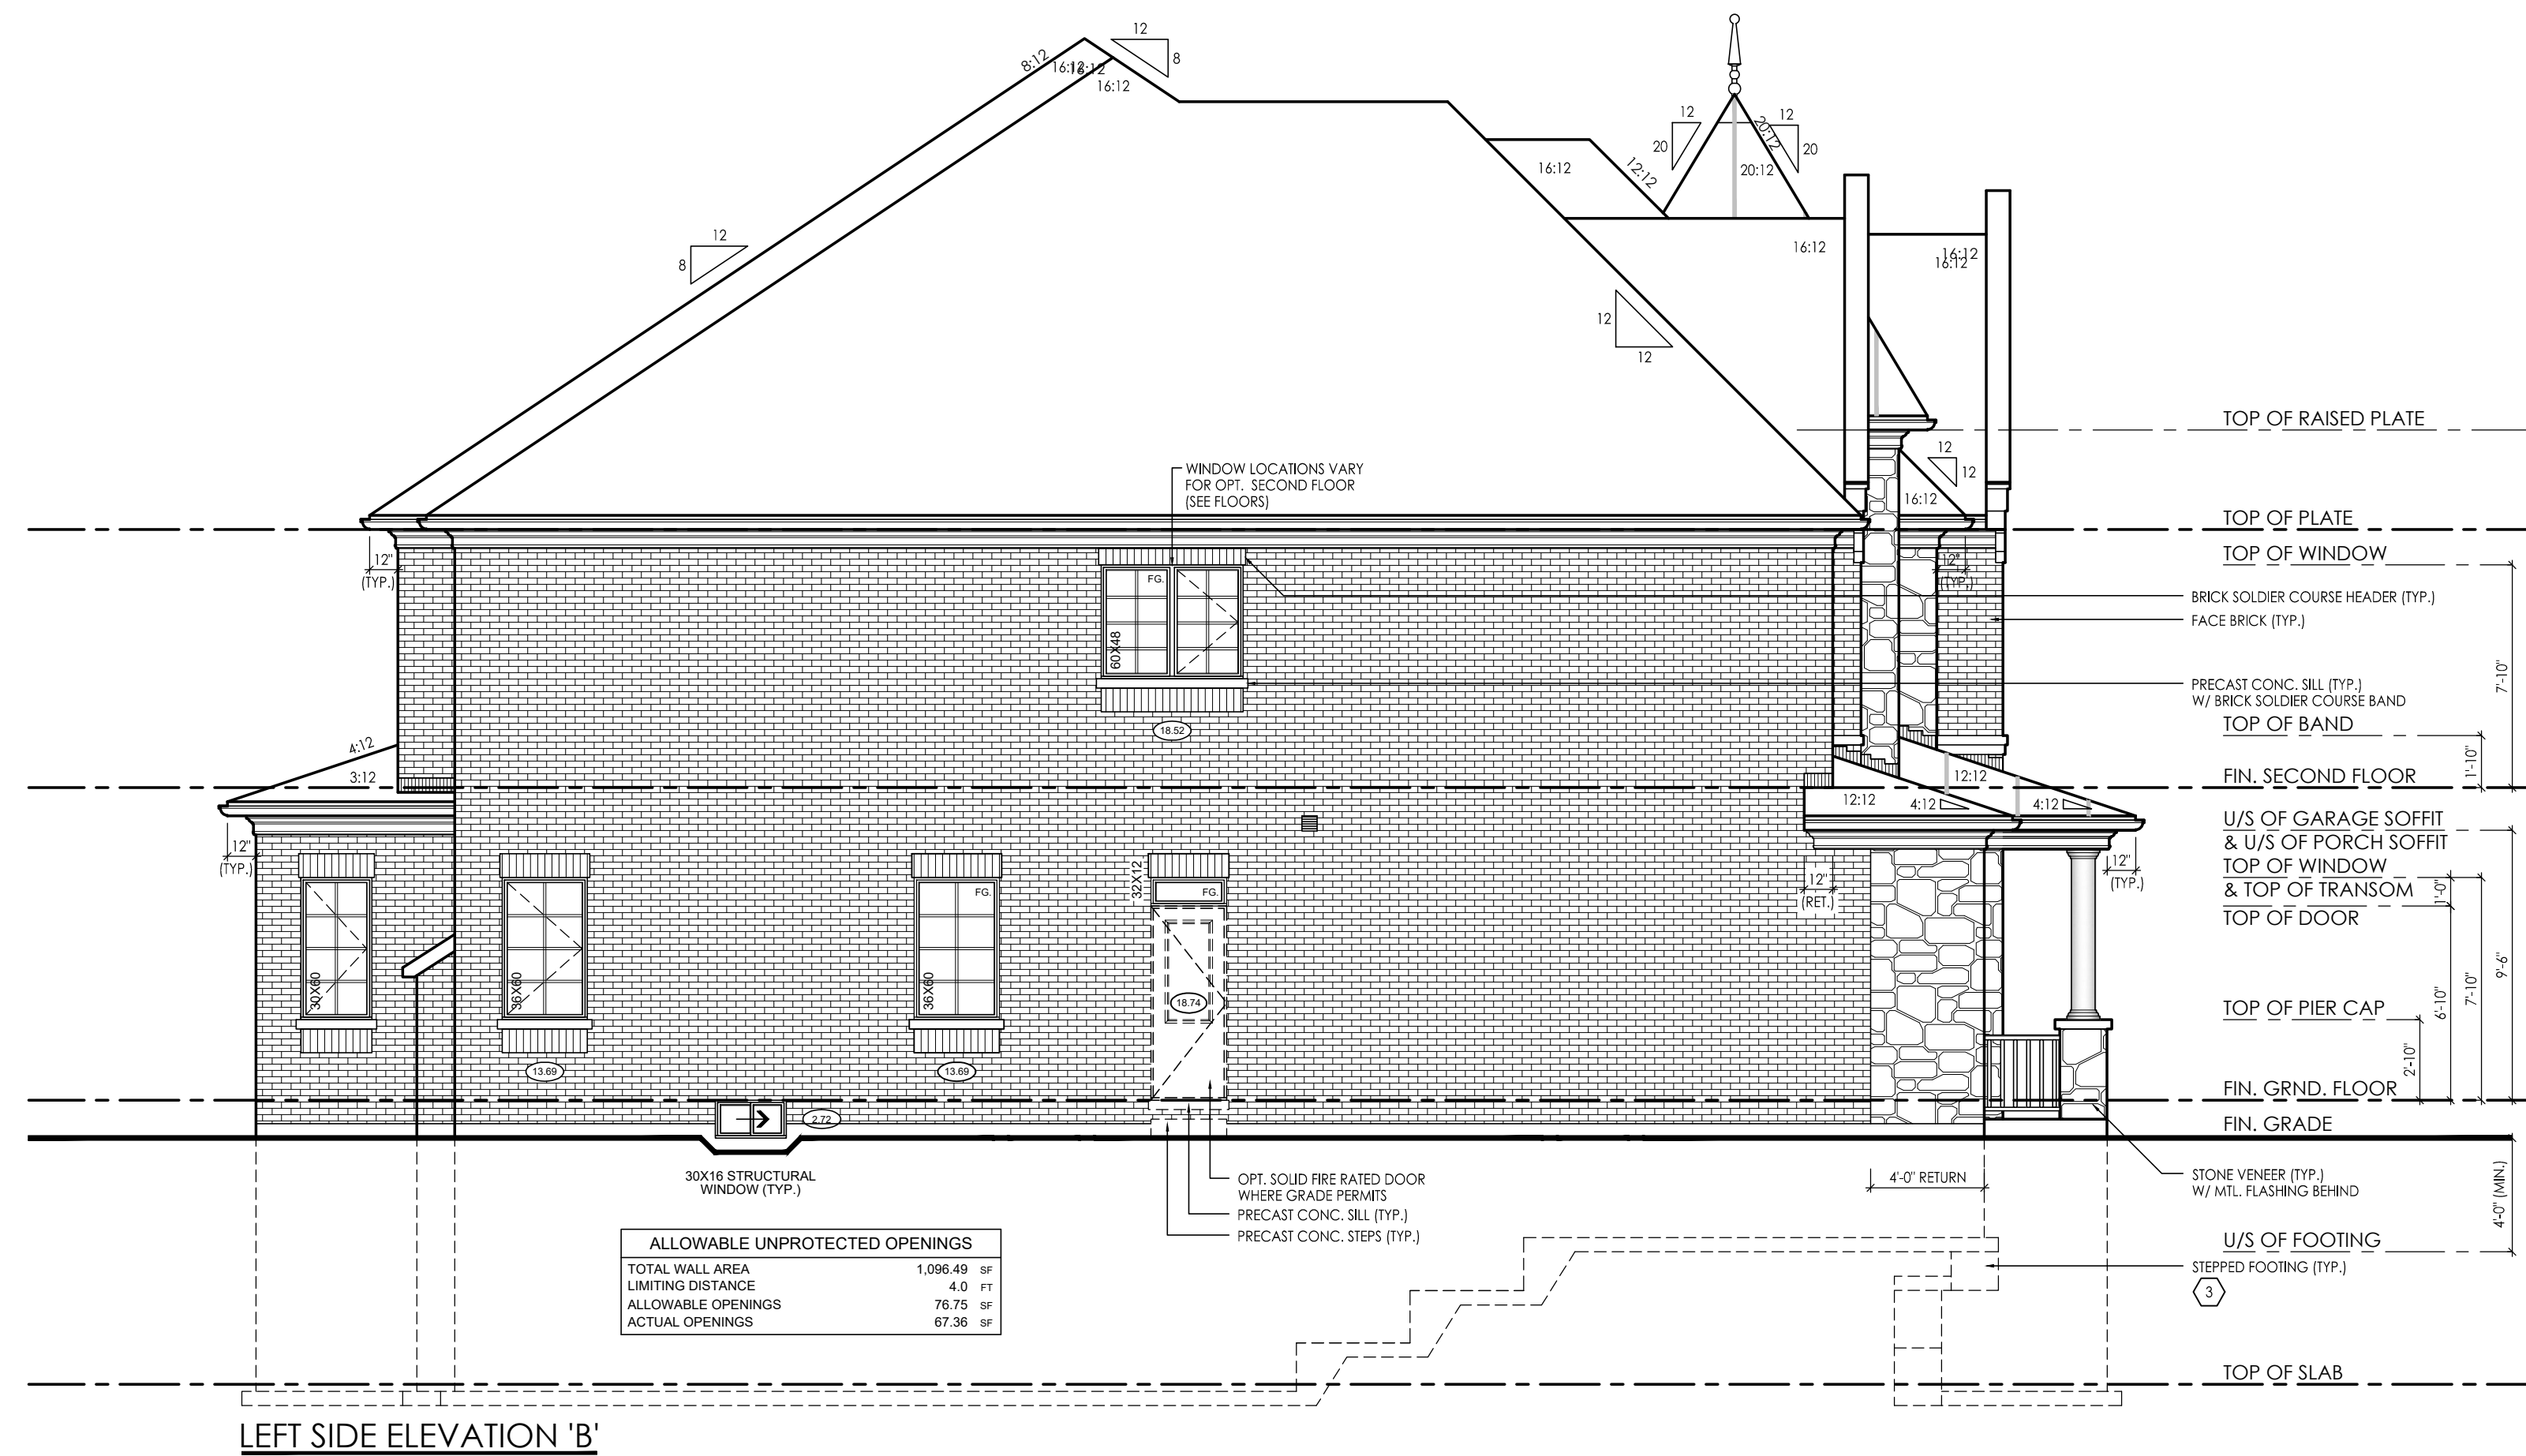 12
8
8:12
16:12
16:12
16:12
12
20
12
20
20:12
20:12
16:12
12:12
16:12
16:12
16:12
12
8
12
12
TOP OF RAISED PLATE
12
12
16:12
WINDOW LOCATIONS VARY
FOR OPT. SECOND FLOOR
(SEE FLOORS)
TOP OF PLATE
TOP OF WINDOW
12"
(TYP.)
12"
(TYP.)
FG.
60X48
BRICK SOLDIER COURSE HEADER (TYP.)
FACE BRICK (TYP.)
7'-10"
PRECAST CONC. SILL (TYP.)
W/ BRICK SOLDIER COURSE BAND
18.52
TOP OF BAND
1'-10"
4:12
3:12
12:12
FIN. SECOND FLOOR
12:12
4:12
4:12
U/S OF GARAGE SOFFIT
& U/S OF PORCH SOFFIT
12"
(TYP.)
12"
(RET.)
12"
(TYP.)
TOP OF WINDOW
& TOP OF TRANSOM
1'-0"
TOP OF DOOR
32X12
FG.
FG.
30X60
36X60
36X60
18.74
9'-6"
7'-10"
6'-10"
TOP OF PIER CAP
2'-10"
13.69
13.69
FIN. GRND. FLOOR
2.72
FIN. GRADE
30X16 STRUCTURAL
WINDOW (TYP.)
OPT. SOLID FIRE RATED DOOR
WHERE GRADE PERMITS
PRECAST CONC. SILL (TYP.)
PRECAST CONC. STEPS (TYP.)
4'-0" RETURN
STONE VENEER (TYP.)
W/ MTL. FLASHING BEHIND
4'-0" (MIN.)
U/S OF FOOTING
STEPPED FOOTING (TYP.)
3
ALLOWABLE UNPROTECTED OPENINGS
TOTAL WALL AREA 1,096.49 SF
LIMITING DISTANCE 4.0 FT
ALLOWABLE OPENINGS 76.75 SF
ACTUAL OPENINGS 67.36 SF
TOP OF SLAB
LEFT SIDE ELEVATION 'B'